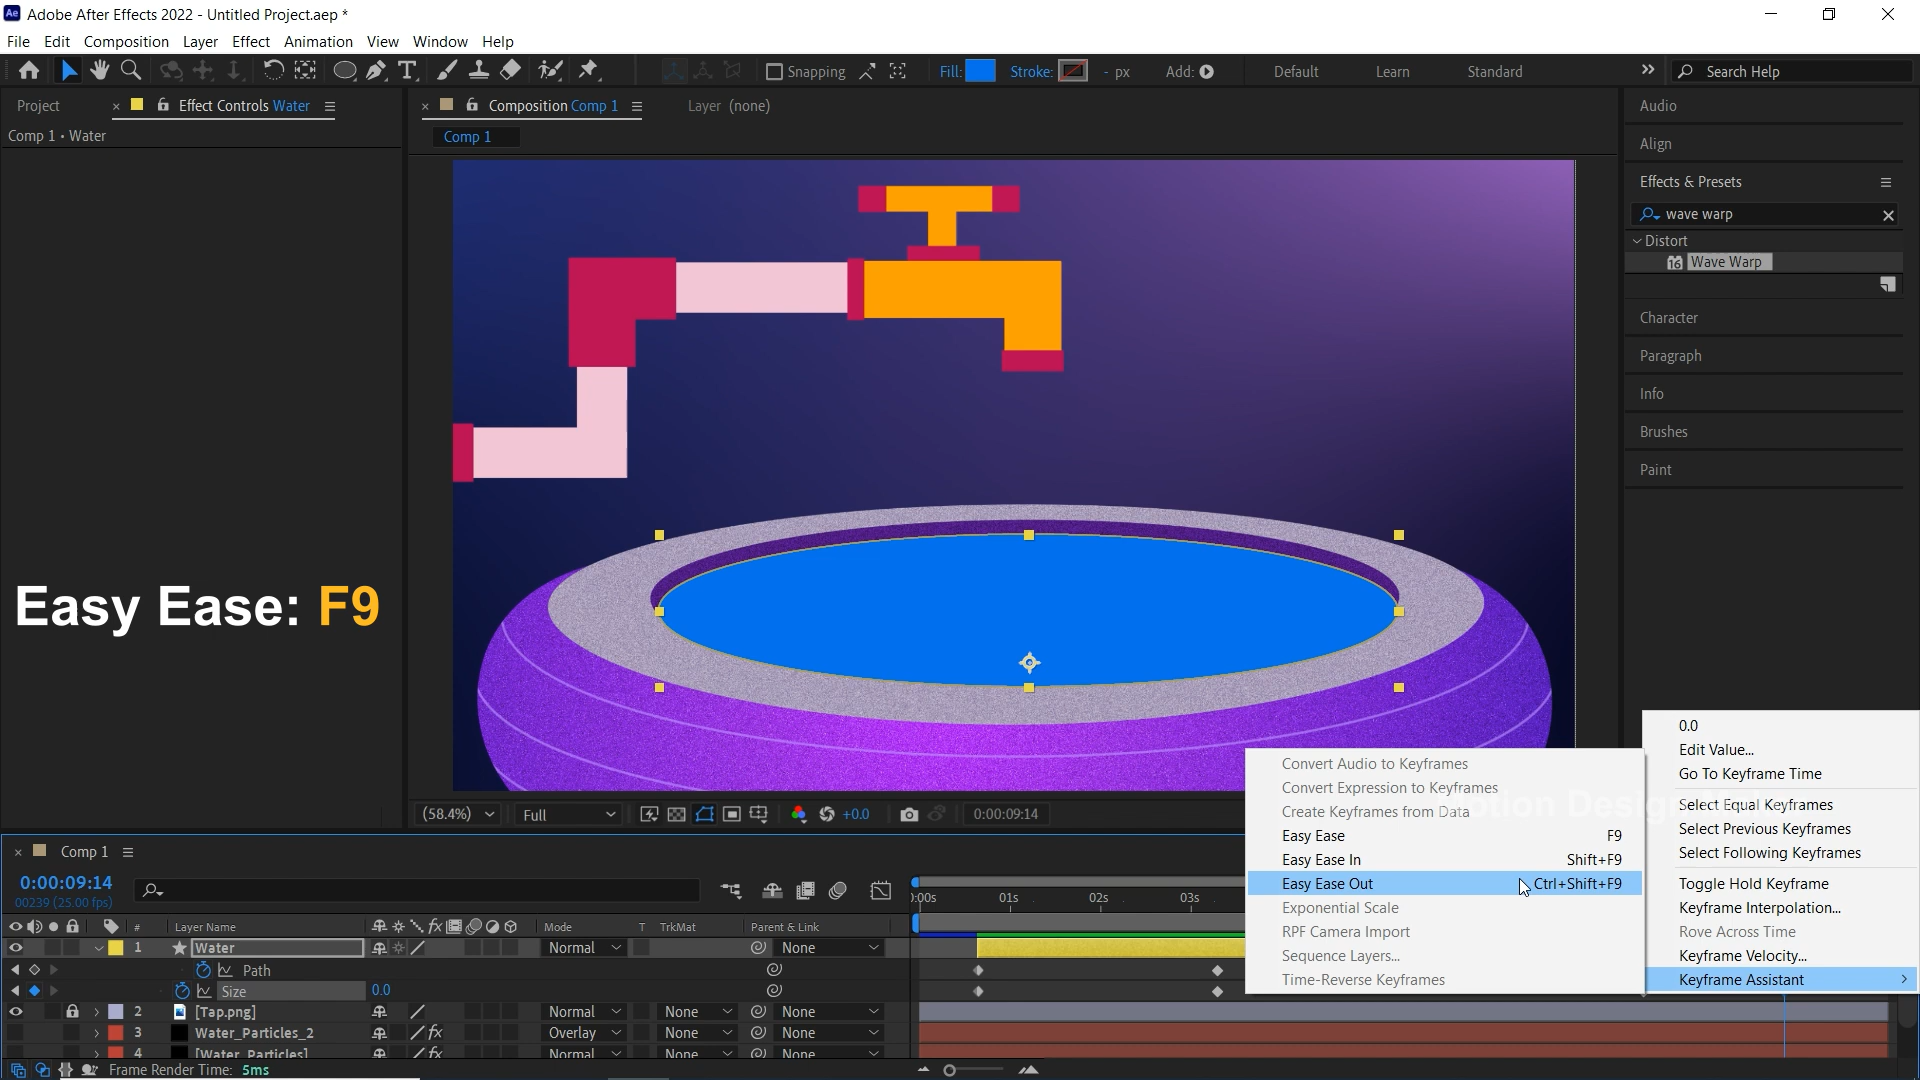 Adobe After Effects 2022 - Untitled Project.aep *
File Edit Composition Layer Effect Animation View Window Help
Snapping Fill: Stroke: - px Add: Default Learn Standard Search Help
Project Effect Controls Water Composition Comp 1 Layer (none)
Comp 1 • Water
Comp 1
Audio
Align
Effects & Presets
wave warp
Distort
16 Wave Warp
Character
Paragraph
Info
Brushes
Paint
Easy Ease: F9
0.0
Edit Value...
Go To Keyframe Time
Select Equal Keyframes
Select Previous Keyframes
Select Following Keyframes
Toggle Hold Keyframe
Keyframe Interpolation...
Rove Across Time
Keyframe Velocity...
Keyframe Assistant
Convert Audio to Keyframes
Convert Expression to Keyframes
Create Keyframes from Data
Easy Ease F9
Easy Ease In Shift+F9
Easy Ease Out Ctrl+Shift+F9
Exponential Scale
RPF Camera Import
Sequence Layers...
Time-Reverse Keyframes
(58.4%) Full +0.0 0:00:09:14
Comp 1
0:00:09:14
00239 (25.00 fps)
):00s 01s 02s 03s
# Layer Name fx Mode T TrkMat Parent & Link
1 Water Normal None
Path
Size 0.0
2 [Tap.png] Normal None None
3 Water_Particles_2 fx Overlay None None
4 [Water_Particles] fx Normal None None
Frame Render Time: 5ms